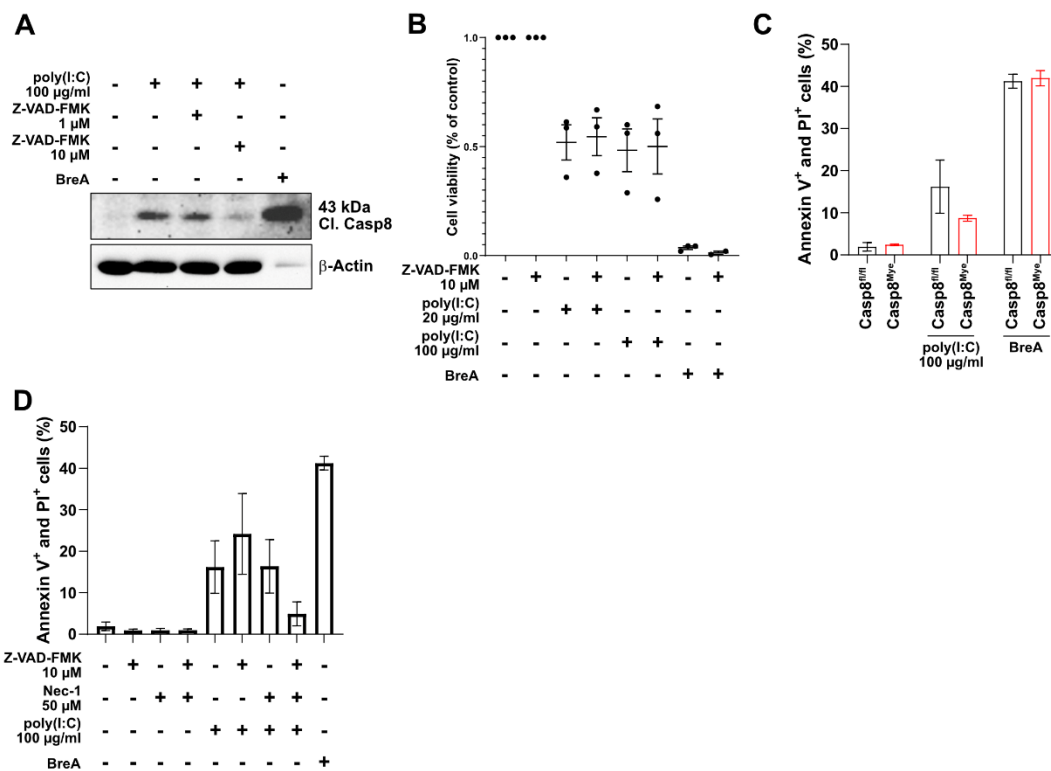 A
poly(I:C) - + + + -
100 µg/ml
Z-VAD-FMK - - + - -
1 µM
Z-VAD-FMK - - - + -
10 µM
BreA - - - - +
43 kDa
Cl. Casp8
β-Actin
B
Cell viability (% of control)
1.0
0.5
0.0
Z-VAD-FMK - + - + - + - +
10 µM
poly(I:C) - - + + - - - -
20 µg/ml
poly(I:C) - - - - + + - -
100 µg/ml
BreA - - - - - - + +
C
Annexin V⁺ and PI⁺ cells (%)
50
40
30
20
10
0
Casp8ᶠˡ/ᶠˡ
Casp8ᴹʸᵉ
Casp8ᶠˡ/ᶠˡ
Casp8ᴹʸᵉ
Casp8ᶠˡ/ᶠˡ
Casp8ᴹʸᵉ
poly(I:C)
100 µg/ml
BreA
D
Annexin V⁺ and PI⁺ cells (%)
50
40
30
20
10
0
Z-VAD-FMK - + - + - + - + -
10 µM
Nec-1 - - + + - - + + -
50 µM
poly(I:C) - - - - + + + + -
100 µg/ml
BreA - - - - - - - - +